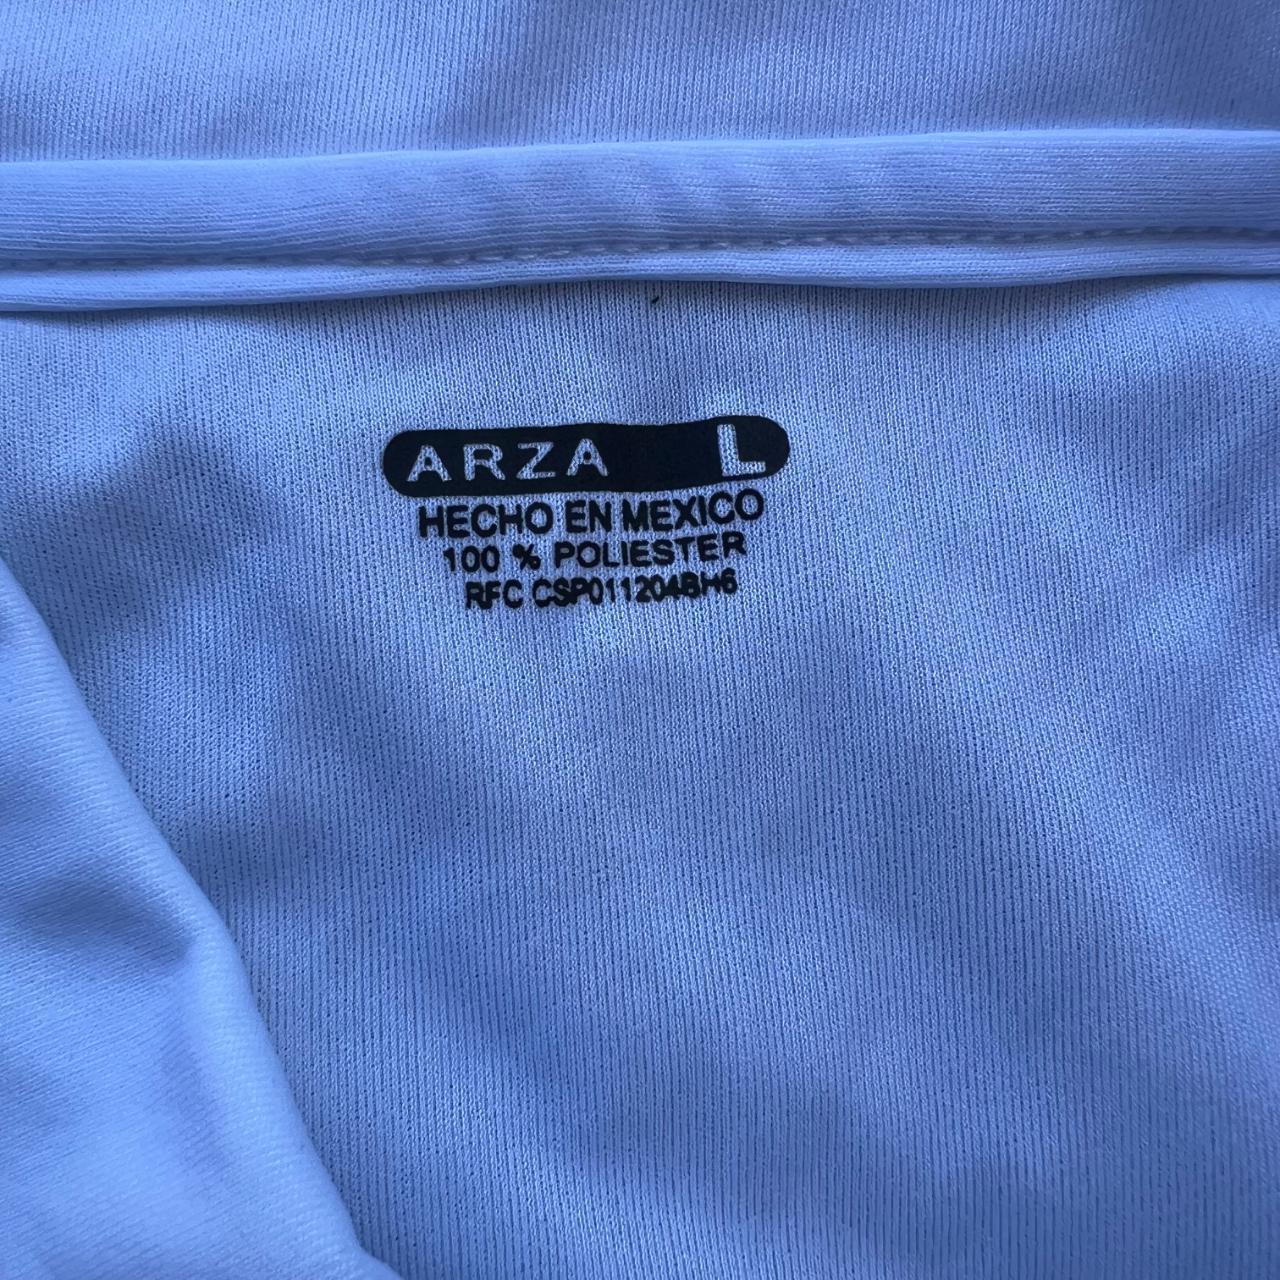 ARZA L
HECHO EN MEXICO
100 % POLIESTER
RFC CSP011204BH6